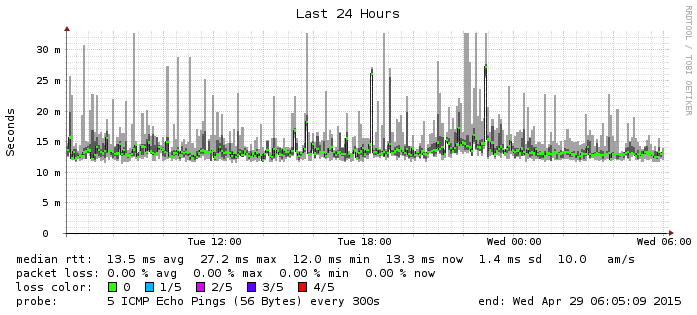 Last 24 Hours
RRDTOOL / TOBI OETIKER
Seconds
30 m
25 m
20 m
15 m
10 m
5 m
0
Tue 12:00 Tue 18:00 Wed 00:00 Wed 06:00
median rtt: 13.5 ms avg 27.2 ms max 12.0 ms min 13.3 ms now 1.4 ms sd 10.0 am/s
packet loss: 0.00 % avg 0.00 % max 0.00 % min 0.00 % now
loss color: 0 1/5 2/5 3/5 4/5
probe: 5 ICMP Echo Pings (56 Bytes) every 300s end: Wed Apr 29 06:05:09 2015